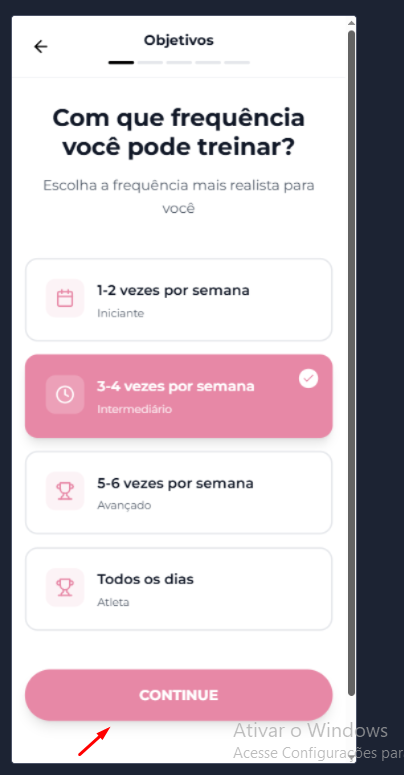 Objetivos
Com que frequência
você pode treinar?
Escolha a frequência mais realista para
você
1-2 vezes por semana
Iniciante
3-4 vezes por semana
Intermediário
5-6 vezes por semana
Avançado
Todos os dias
Atleta
CONTINUE
Ativar o Windows
Acesse Configurações par